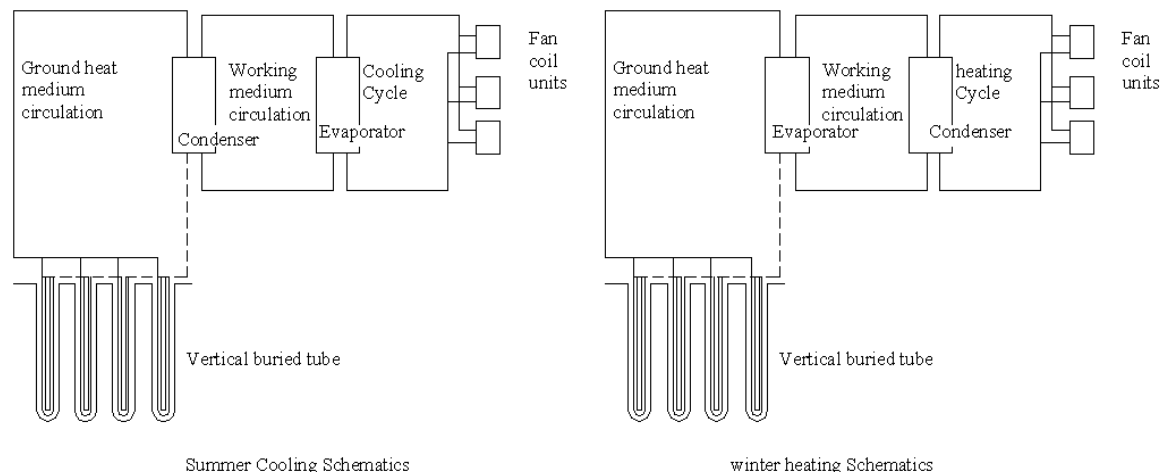 Ground heat
medium
circulation
Condenser
Working
medium
circulation
Evaporator
Cooling
Cycle
Fan
coil
units
Vertical buried tube
Summer Cooling Schematics
Ground heat
medium
circulation
Evaporator
Working
medium
circulation
Condenser
heating
Cycle
Fan
coil
units
Vertical buried tube
winter heating Schematics